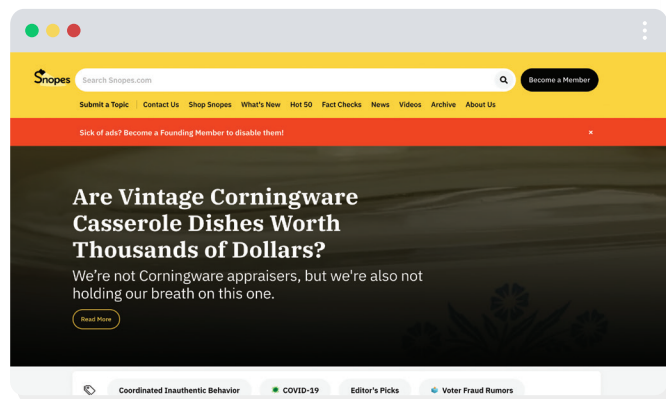 Snopes
Search Snopes.com
Become a Member
Submit a Topic Contact Us Shop Snopes What's New Hot 50 Fact Checks News Videos Archive About Us
Sick of ads? Become a Founding Member to disable them! ×
Are Vintage Corningware
Casserole Dishes Worth
Thousands of Dollars?
We're not Corningware appraisers, but we're also not
holding our breath on this one.
Read More
Coordinated Inauthentic Behavior COVID-19 Editor's Picks Voter Fraud Rumors